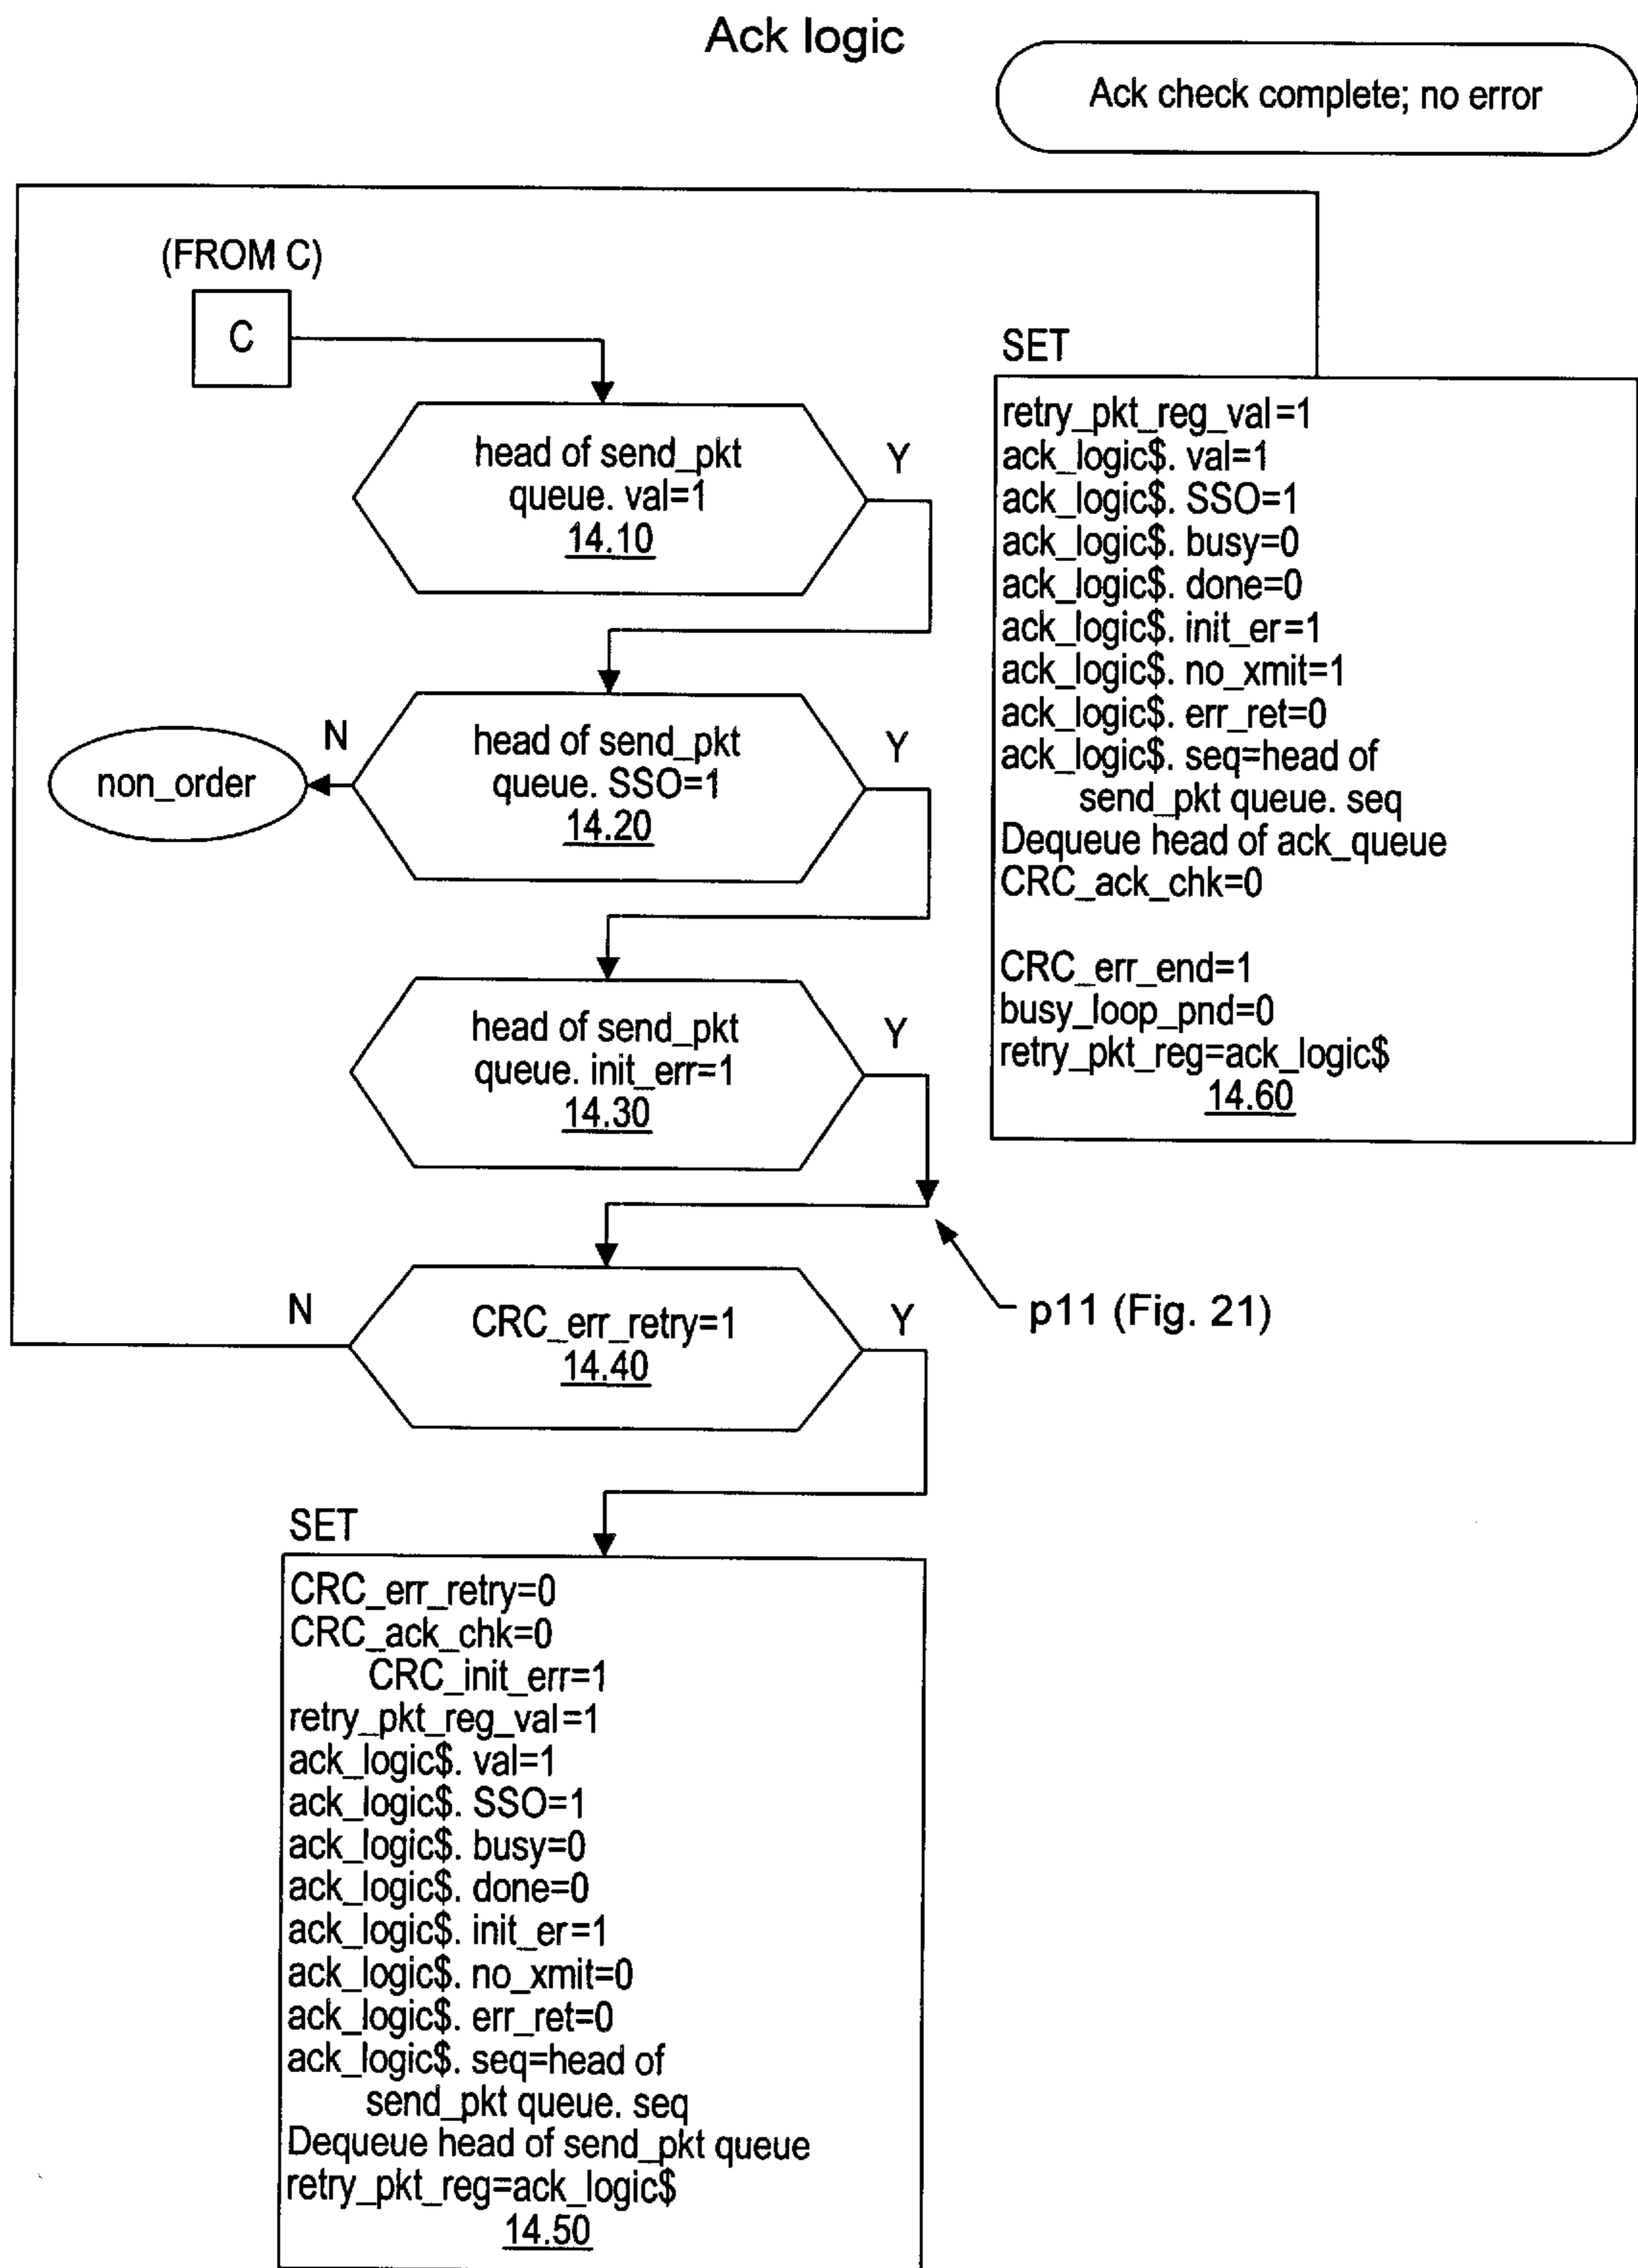 Ack logic
Ack check complete; no error
(FROM C)
C
head of send_pkt
queue. val=1
14.10
Y
head of send_pkt
queue. SSO=1
14.20
N
Y
non_order
head of send_pkt
queue. init_err=1
14.30
Y
p11 (Fig. 21)
CRC_err_retry=1
14.40
N
Y
SET
CRC_err_retry=0
CRC_ack_chk=0
CRC_init_err=1
retry_pkt_reg_val=1
ack_logic$. val=1
ack_logic$. SSO=1
ack_logic$. busy=0
ack_logic$. done=0
ack_logic$. init_er=1
ack_logic$. no_xmit=0
ack_logic$. err_ret=0
ack_logic$. seq=head of
send_pkt queue. seq
Dequeue head of send_pkt queue
retry_pkt_reg=ack_logic$
14.50
SET
retry_pkt_reg_val=1
ack_logic$. val=1
ack_logic$. SSO=1
ack_logic$. busy=0
ack_logic$. done=0
ack_logic$. init_er=1
ack_logic$. no_xmit=1
ack_logic$. err_ret=0
ack_logic$. seq=head of
send_pkt queue. seq
Dequeue head of ack_queue
CRC_ack_chk=0
CRC_err_end=1
busy_loop_pnd=0
retry_pkt_reg=ack_logic$
14.60